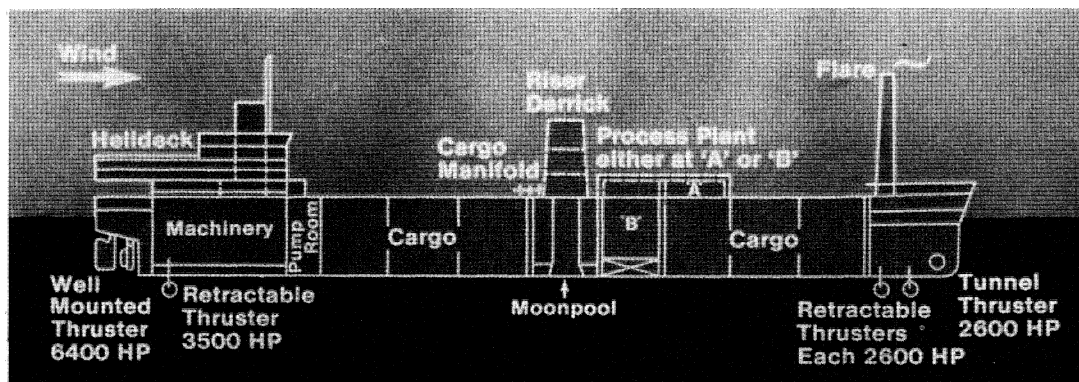 Wind
Helideck
Riser
Derrick
Flare
Cargo
Manifold
Process Plant
either at 'A' or 'B'
A
'B'
Machinery
Pump
Room
Cargo
Cargo
Well
Mounted
Thruster
6400 HP
Retractable
Thruster
3500 HP
Moonpool
Retractable
Thrusters
Each 2600 HP
Tunnel
Thruster
2600 HP